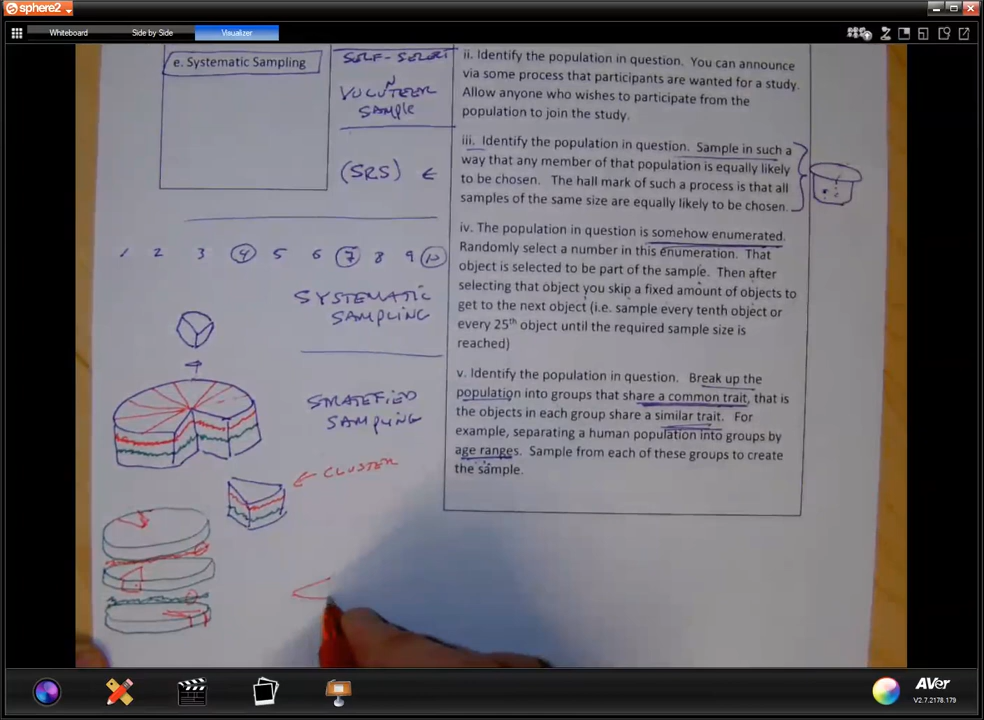 sphere2
Whiteboard
Side by Side
Visualizer
e. Systematic Sampling
SELF-SELECT
VOLUTEER
N
SAMPLE
(SRS) ←
1 2 3 4 5 6 7 8 9 10
SYSTEMATIC
SAMPLING
STRATEFIED
SAMPLING
← CLUSTER
ii. Identify the population in question. You can announce
via some process that participants are wanted for a study.
Allow anyone who wishes to participate from the
population to join the study.
iii. Identify the population in question. Sample in such a
way that any member of that population is equally likely
to be chosen. The hall mark of such a process is that all
samples of the same size are equally likely to be chosen.
iv. The population in question is somehow enumerated.
Randomly select a number in this enumeration. That
object is selected to be part of the sample. Then after
selecting that object you skip a fixed amount of objects to
get to the next object (i.e. sample every tenth object or
every 25th object until the required sample size is
reached)
v. Identify the population in question. Break up the
population into groups that share a common trait, that is
the objects in each group share a similar trait. For
example, separating a human population into groups by
age ranges. Sample from each of these groups to create
the sample.
AVer
V2.7.2178.179